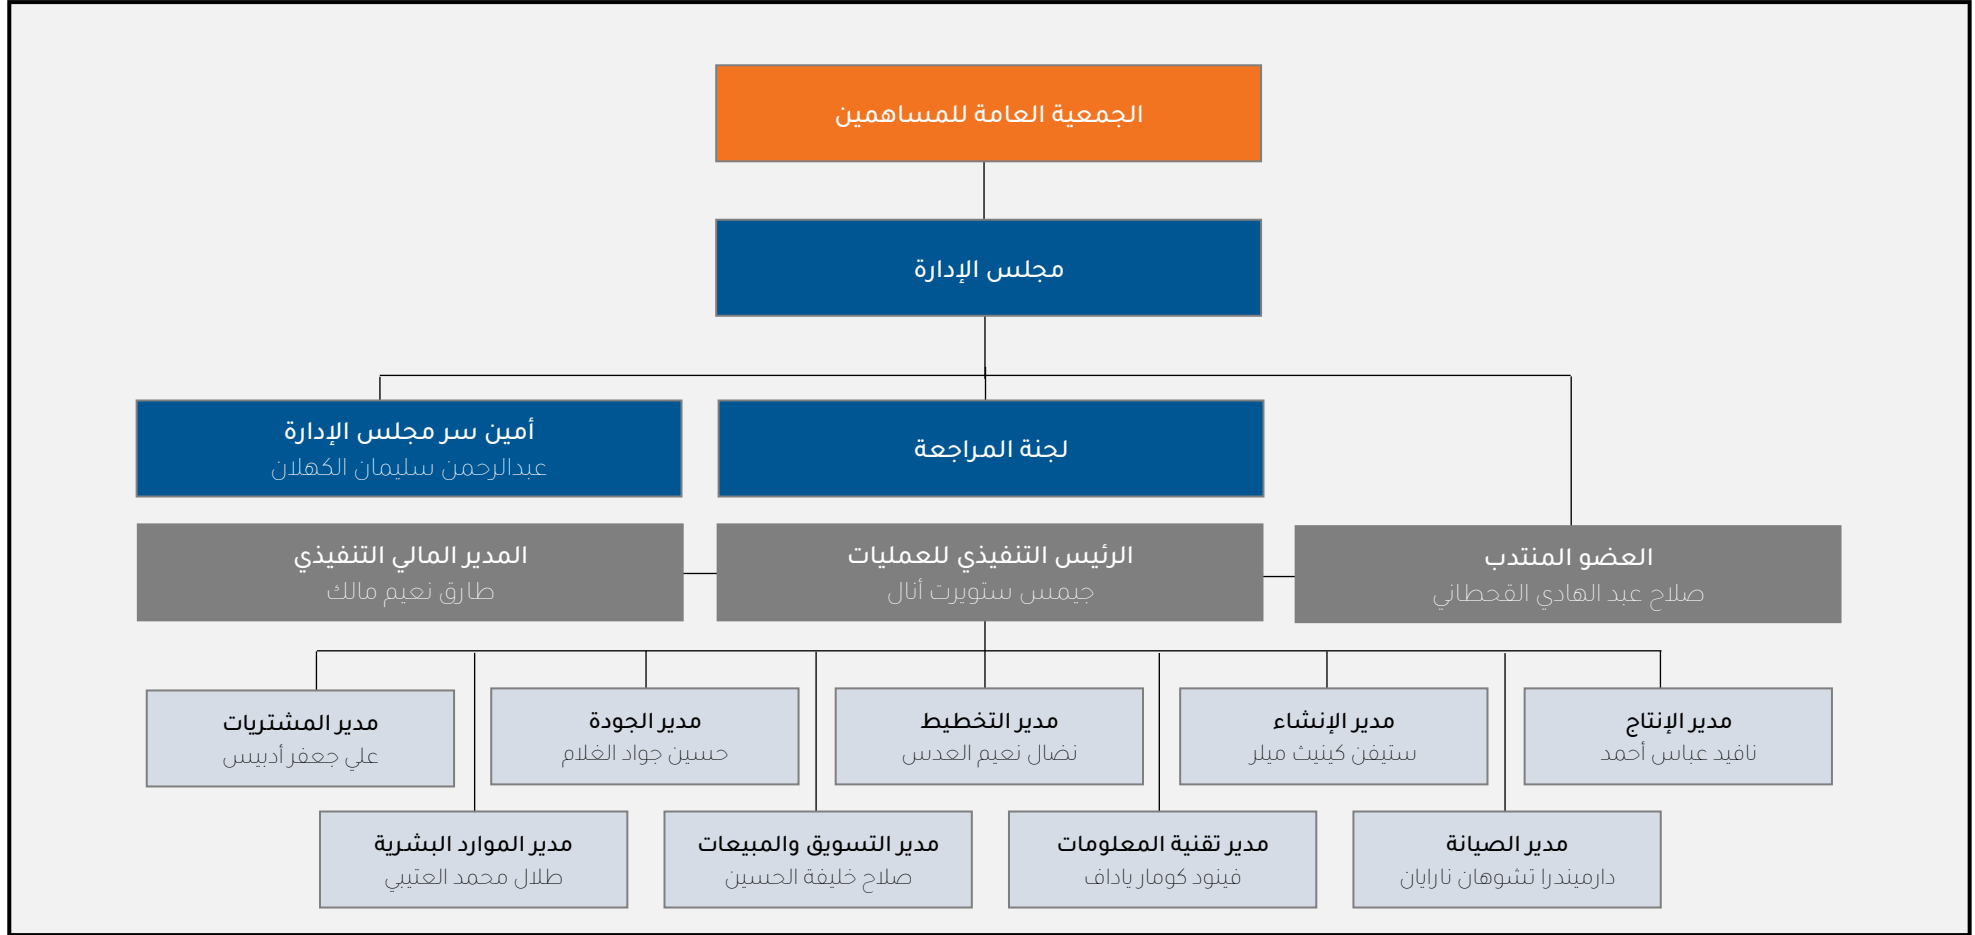 الجمعية العامة للمساهمين
مجلس الإدارة
لجنة المراجعة
أمين سر مجلس الإدارة
عبدالرحمن سليمان الكهلان
العضو المنتدب
صلاح عبد الهادي القحطاني
الرئيس التنفيذي للعمليات
جيمس ستويرت أنال
المدير المالي التنفيذي
طارق نعيم مالك
مدير الإنتاج
نافيد عباس أحمد
مدير الإنشاء
ستيفن كينيث ميلر
مدير التخطيط
نضال نعيم العدس
مدير الجودة
حسين جواد الغلام
مدير المشتريات
علي جعفر أدبيس
مدير الصيانة
دارميندرا تشوهان نارايان
مدير تقنية المعلومات
فينود كومار ياداف
مدير التسويق والمبيعات
صلاح خليفة الحسين
مدير الموارد البشرية
طلال محمد العتيبي